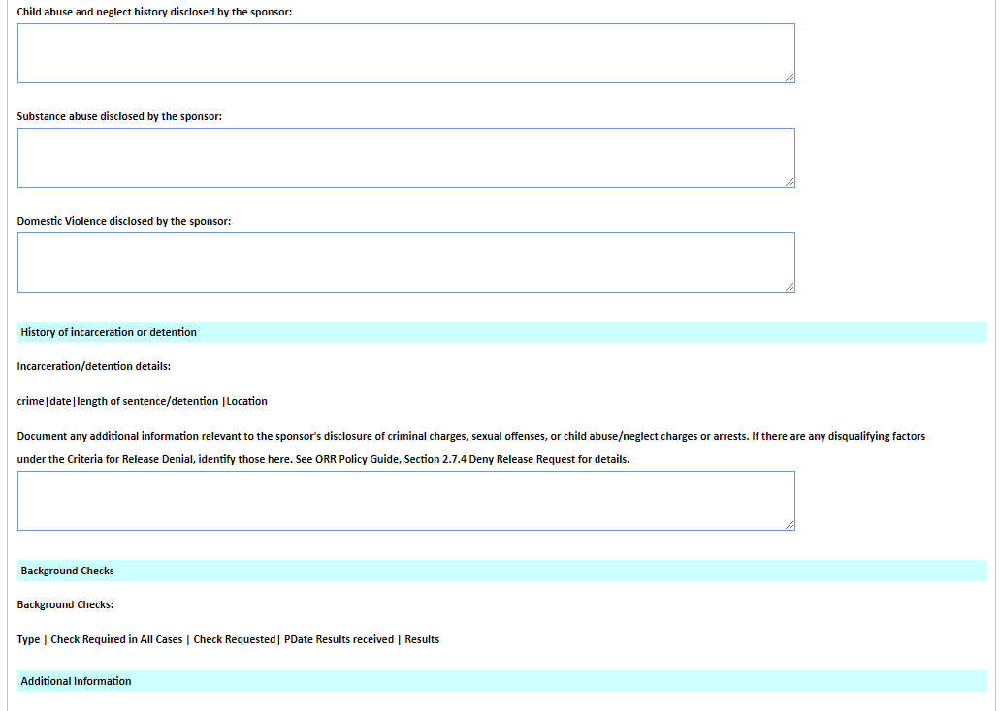 Child abuse and neglect history disclosed by the sponsor:
Substance abuse disclosed by the sponsor:
Domestic Violence disclosed by the sponsor:
History of incarceration or detention
Incarceration/detention details:
crime|date|length of sentence/detention |Location
Document any additional information relevant to the sponsor's disclosure of criminal charges, sexual offenses, or child abuse/neglect charges or arrests. If there are any disqualifying factors
under the Criteria for Release Denial, identify those here. See ORR Policy Guide, Section 2.7.4 Deny Release Request for details.
Background Checks
Background Checks:
Type | Check Required in All Cases | Check Requested| PDate Results received | Results
Additional Information